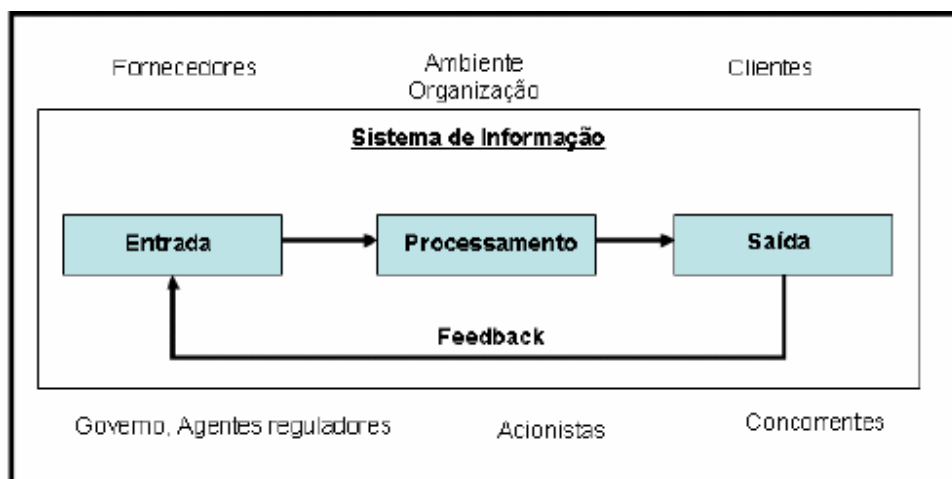 Fornecedores
Ambiente
Organização
Clientes
Sistema de Informação
Entrada
Processamento
Saída
Feedback
Governo, Agentes reguladores
Acionistas
Concorrentes